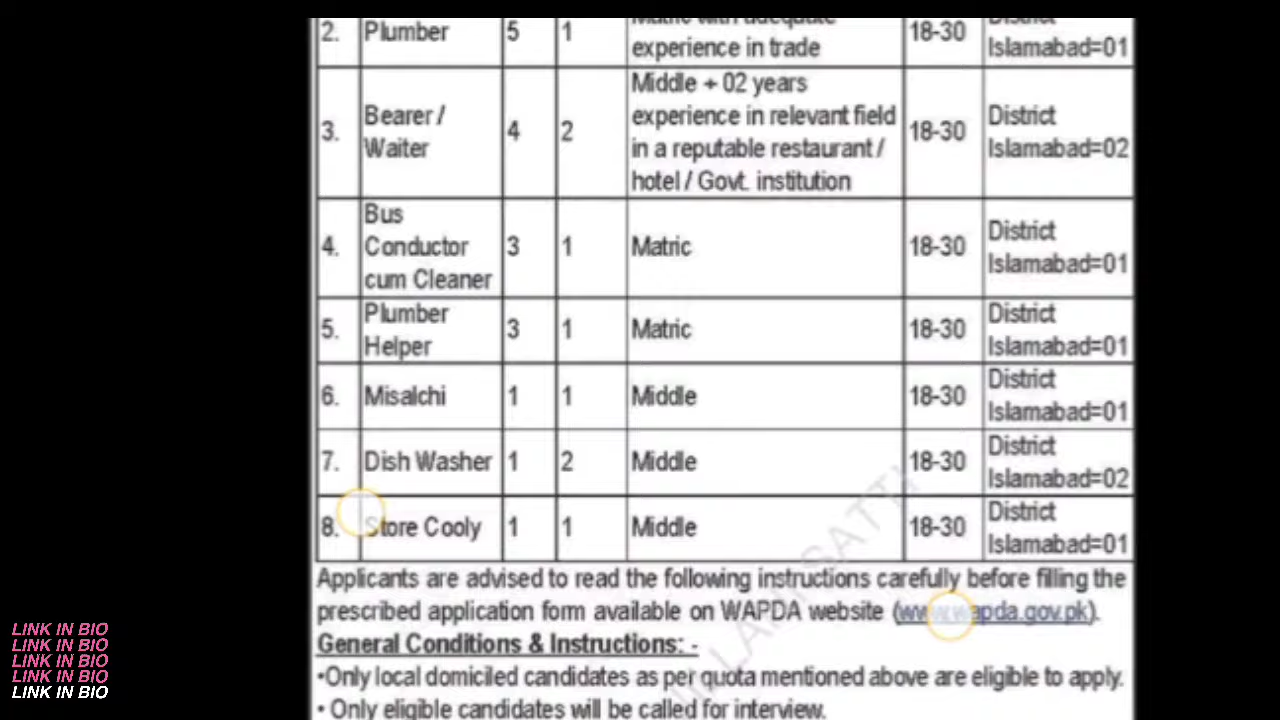 2. Plumber 5 1 Matric with adequate experience in trade 18-30 District Islamabad=01
3. Bearer / Waiter 4 2 Middle + 02 years experience in relevant field in a reputable restaurant / hotel / Govt. institution 18-30 District Islamabad=02
4. Bus Conductor cum Cleaner 3 1 Matric 18-30 District Islamabad=01
5. Plumber Helper 3 1 Matric 18-30 District Islamabad=01
6. Misalchi 1 1 Middle 18-30 District Islamabad=01
7. Dish Washer 1 2 Middle 18-30 District Islamabad=02
8. Store Cooly 1 1 Middle 18-30 District Islamabad=01
Applicants are advised to read the following instructions carefully before filling the
prescribed application form available on WAPDA website (www.wapda.gov.pk).
General Conditions & Instructions: -
•Only local domiciled candidates as per quota mentioned above are eligible to apply.
• Only eligible candidates will be called for interview.
LINK IN BIO
LINK IN BIO
LINK IN BIO
LINK IN BIO
LINK IN BIO
SATTI